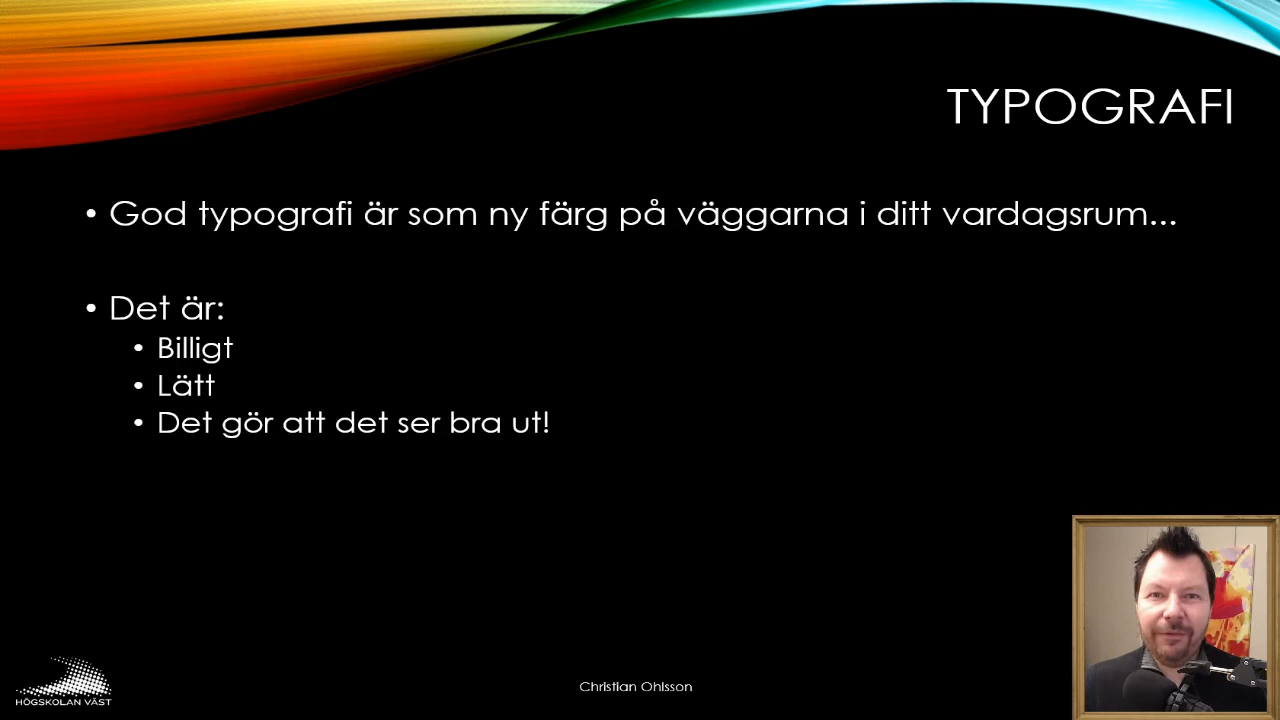 TYPOGRAFI
• God typografi är som ny färg på väggarna i ditt vardagsrum...
• Det är:
• Billigt
• Lätt
• Det gör att det ser bra ut!
HÖGSKOLAN VÄST
Christian Ohlsson